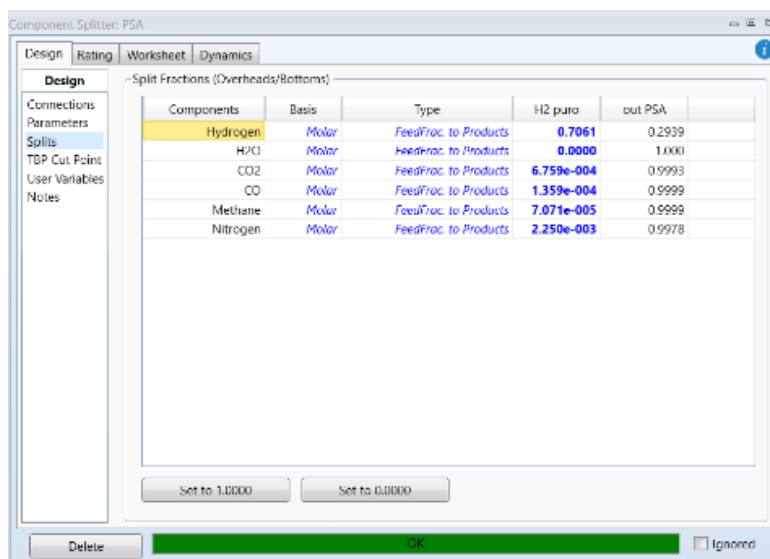 Component Splitter: PSA
Design Rating Worksheet Dynamics
Design
Connections
Parameters
Splits
TBP Cut Point
User Variables
Notes
Split Fractions (Overheads/Bottoms)
Components Basis Type H2 puro out PSA
Hydrogen Molar FeedFrac. to Products 0.7061 0.2939
H2O Molar FeedFrac. to Products 0.0000 1.000
CO2 Molar FeedFrac. to Products 6.759e-004 0.9993
CO Molar FeedFrac. to Products 1.359e-004 0.9999
Methane Molar FeedFrac. to Products 7.071e-005 0.9999
Nitrogen Molar FeedFrac. to Products 2.250e-003 0.9978
Set to 1.0000 Set to 0.0000
Delete OK Ignored